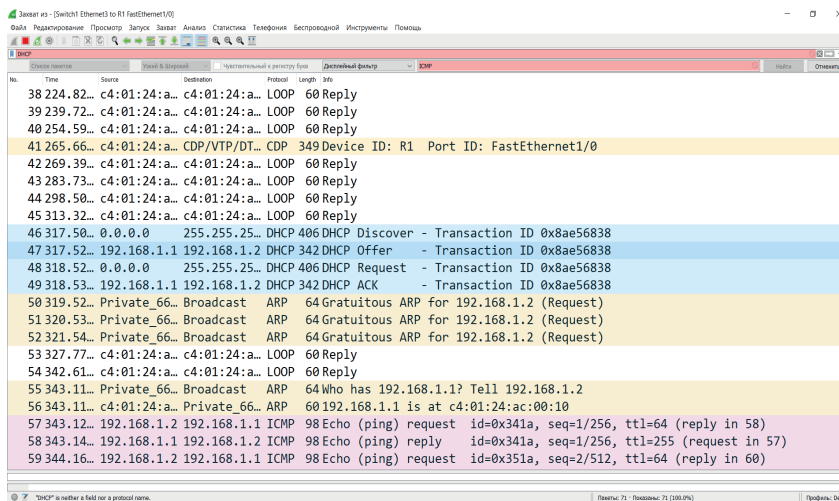 Захват из - [Switch1 Ethernet3 to R1 FastEthernet1/0]
Файл Редактирование Просмотр Запуск Захват Анализ Статистика Телефония Беспроводной Инструменты Помощь
DHCP
Список пакетов Узкий & Широкий Чувствительный к регистру букв Дисплейный фильтр ICMP Найти Отменить
No. Time Source Destination Protocol Length Info
38 224.82… c4:01:24:a… c4:01:24:a… LOOP 60 Reply
39 239.72… c4:01:24:a… c4:01:24:a… LOOP 60 Reply
40 254.59… c4:01:24:a… c4:01:24:a… LOOP 60 Reply
41 265.66… c4:01:24:a… CDP/VTP/DT… CDP 349 Device ID: R1 Port ID: FastEthernet1/0
42 269.39… c4:01:24:a… c4:01:24:a… LOOP 60 Reply
43 283.73… c4:01:24:a… c4:01:24:a… LOOP 60 Reply
44 298.50… c4:01:24:a… c4:01:24:a… LOOP 60 Reply
45 313.32… c4:01:24:a… c4:01:24:a… LOOP 60 Reply
46 317.50… 0.0.0.0 255.255.25… DHCP 406 DHCP Discover - Transaction ID 0x8ae56838
47 317.52… 192.168.1.1 192.168.1.2 DHCP 342 DHCP Offer - Transaction ID 0x8ae56838
48 318.52… 0.0.0.0 255.255.25… DHCP 406 DHCP Request - Transaction ID 0x8ae56838
49 318.53… 192.168.1.1 192.168.1.2 DHCP 342 DHCP ACK - Transaction ID 0x8ae56838
50 319.52… Private_66… Broadcast ARP 64 Gratuitous ARP for 192.168.1.2 (Request)
51 320.53… Private_66… Broadcast ARP 64 Gratuitous ARP for 192.168.1.2 (Request)
52 321.54… Private_66… Broadcast ARP 64 Gratuitous ARP for 192.168.1.2 (Request)
53 327.77… c4:01:24:a… c4:01:24:a… LOOP 60 Reply
54 342.61… c4:01:24:a… c4:01:24:a… LOOP 60 Reply
55 343.11… Private_66… Broadcast ARP 64 Who has 192.168.1.1? Tell 192.168.1.2
56 343.11… c4:01:24:a… Private_66… ARP 60 192.168.1.1 is at c4:01:24:ac:00:10
57 343.12… 192.168.1.2 192.168.1.1 ICMP 98 Echo (ping) request id=0x341a, seq=1/256, ttl=64 (reply in 58)
58 343.14… 192.168.1.1 192.168.1.2 ICMP 98 Echo (ping) reply id=0x341a, seq=1/256, ttl=255 (request in 57)
59 344.16… 192.168.1.2 192.168.1.1 ICMP 98 Echo (ping) request id=0x351a, seq=2/512, ttl=64 (reply in 60)
"DHCP" is neither a field nor a protocol name. Пакеты: 71 · Показаны: 71 (100.0%) Профиль: De